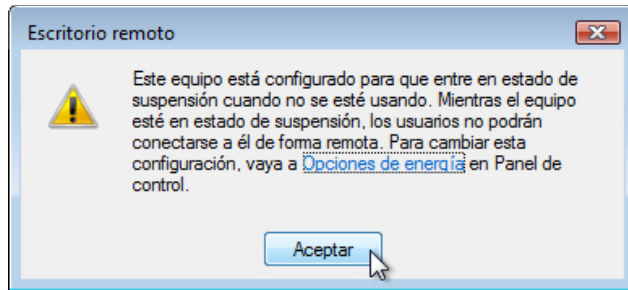 Escritorio remoto
Este equipo está configurado para que entre en estado de
suspensión cuando no se esté usando. Mientras el equipo
esté en estado de suspensión, los usuarios no podrán
conectarse a él de forma remota. Para cambiar esta
configuración, vaya a Opciones de energía en Panel de
control.
Aceptar